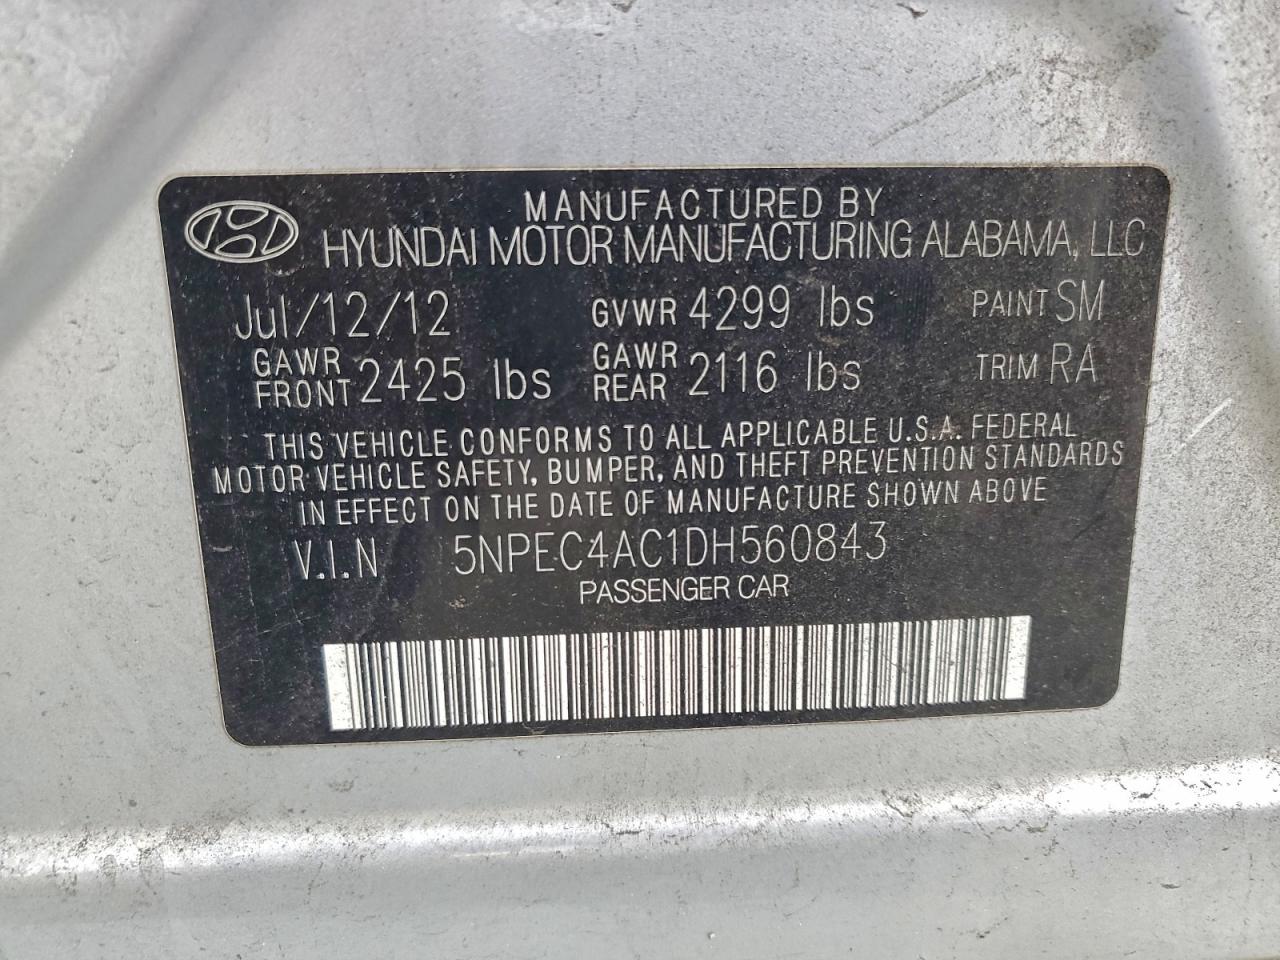 MANUFACTURED BY
HYUNDAI MOTOR MANUFACTURING ALABAMA, LLC
Jul/12/12 GVWR 4299 lbs PAINT SM
GAWR FRONT 2425 lbs GAWR REAR 2116 lbs TRIM RA
THIS VEHICLE CONFORMS TO ALL APPLICABLE U.S.A. FEDERAL
MOTOR VEHICLE SAFETY, BUMPER, AND THEFT PREVENTION STANDARDS
IN EFFECT ON THE DATE OF MANUFACTURE SHOWN ABOVE
V.I.N 5NPEC4AC1DH560843
PASSENGER CAR